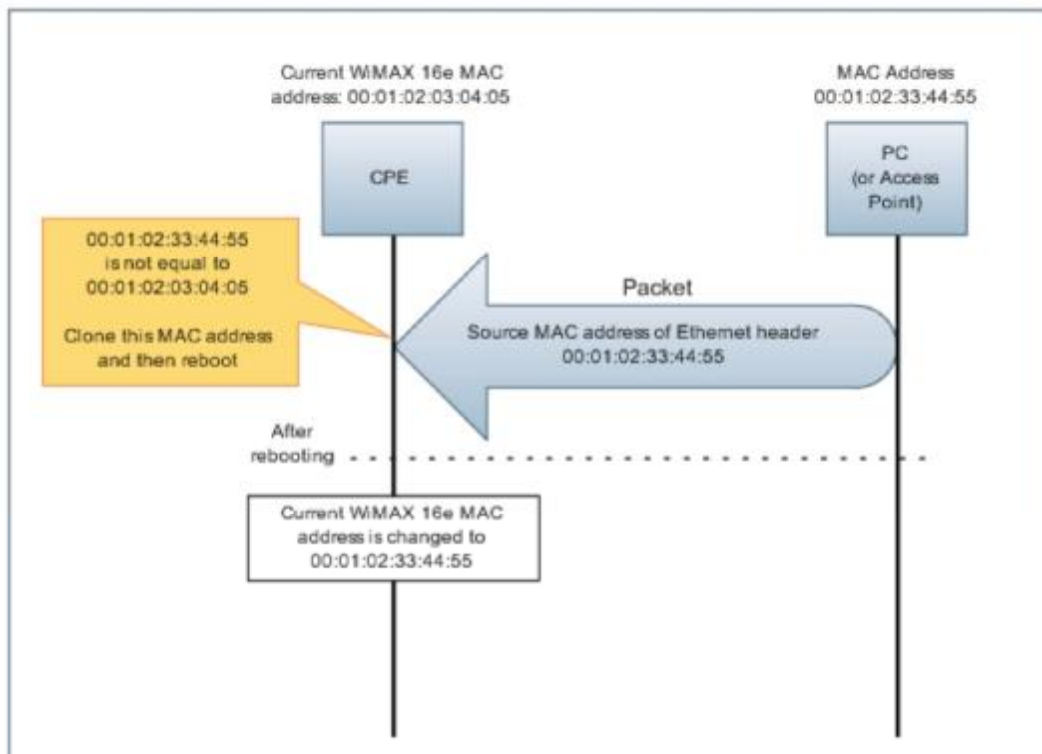 Current WiMAX 16e MAC
address: 00:01:02:03:04:05
MAC Address
00:01:02:33:44:55
CPE
PC
(or Access
Point)
00:01:02:33:44:55
is not equal to
00:01:02:03:04:05
Clone this MAC address
and then reboot
Packet
Source MAC address of Ethernet header
00:01:02:33:44:55
After
rebooting
Current WiMAX 16e MAC
address is changed to
00:01:02:33:44:55